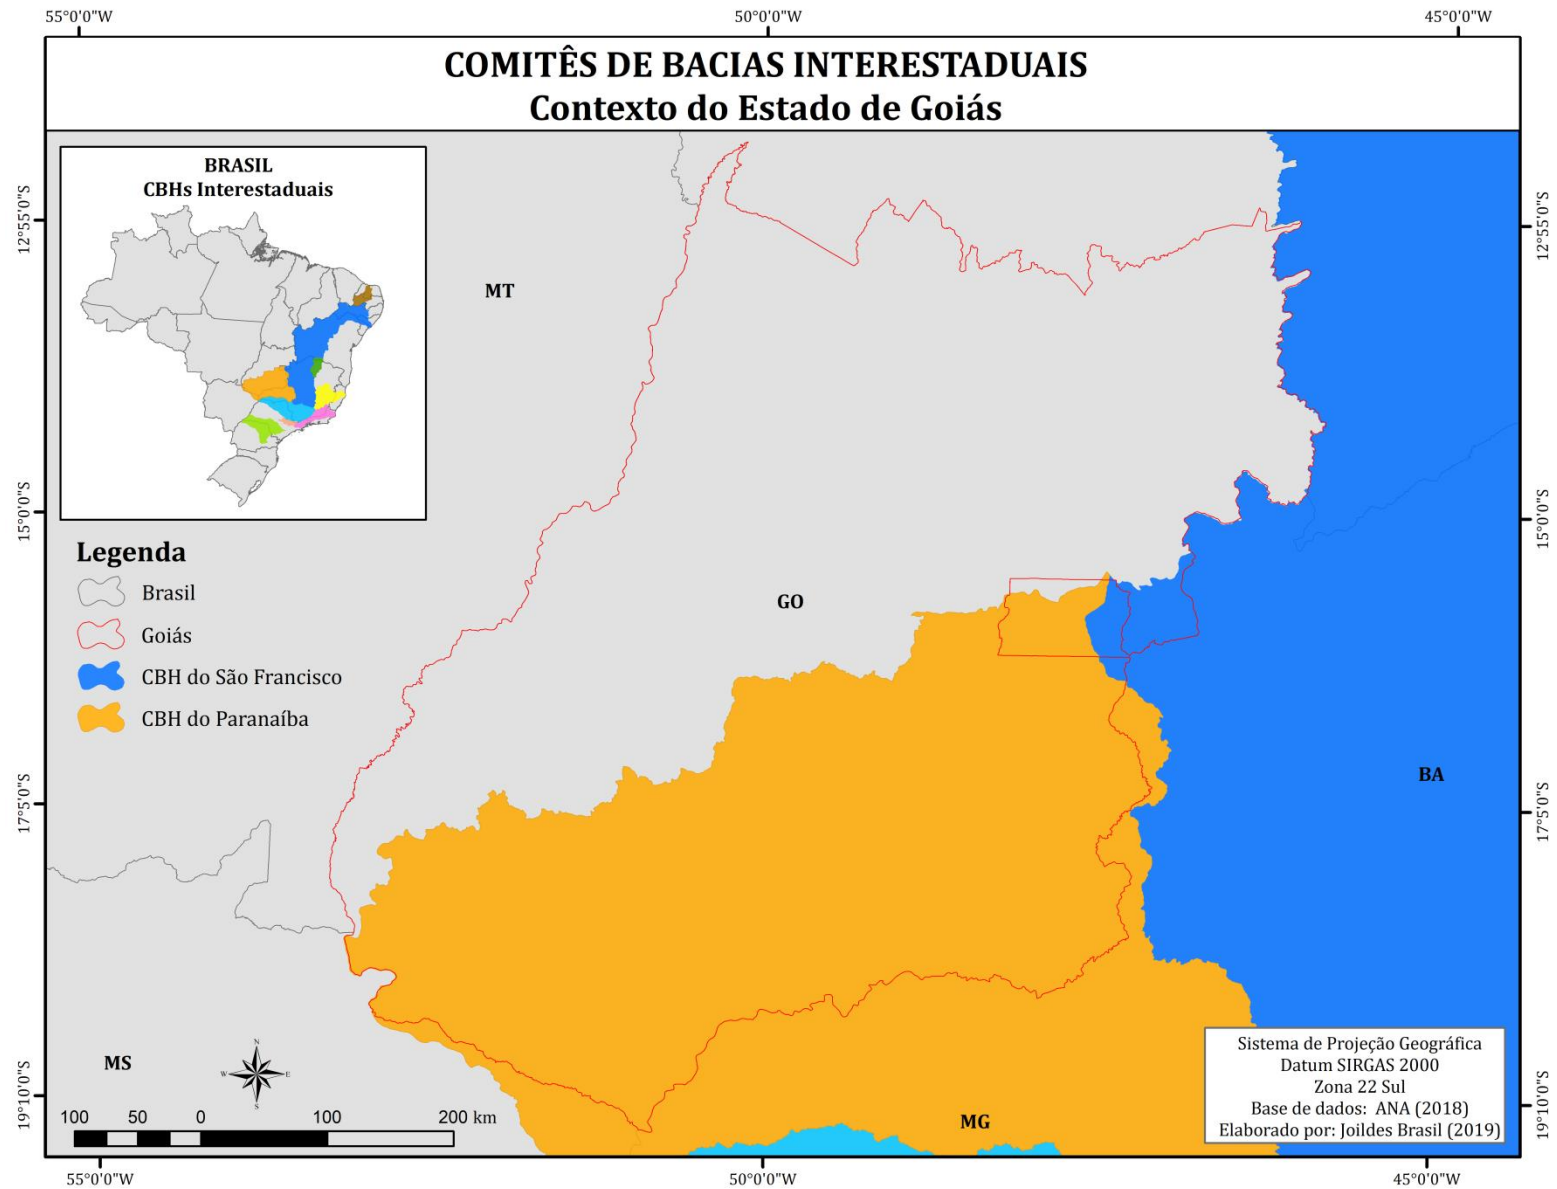 55°0'0"W
50°0'0"W
45°0'0"W
COMITÊS DE BACIAS INTERESTADUAIS
Contexto do Estado de Goiás
BRASIL
CBHs Interestaduais
12°55'0"S
12°55'0"S
MT
15°0'0"S
15°0'0"S
Legenda
Brasil
Goiás
CBH do São Francisco
CBH do Paranaíba
GO
BA
17°5'0"S
17°5'0"S
MS
N
W
E
S
MG
19°10'0"S
19°10'0"S
100 50 0 100 200 km
Sistema de Projeção Geográfica
Datum SIRGAS 2000
Zona 22 Sul
Base de dados: ANA (2018)
Elaborado por: Joildes Brasil (2019)
55°0'0"W
50°0'0"W
45°0'0"W